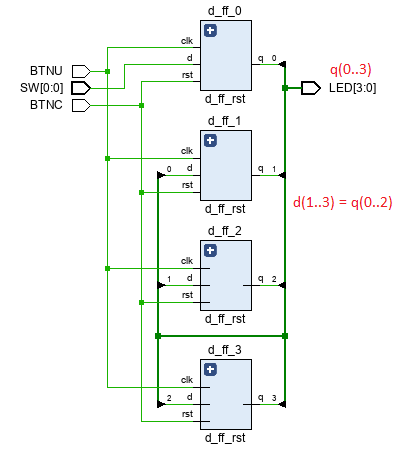 d_ff_0
clk
d
rst
q
0
d_ff_rst
BTNU
SW[0:0]
BTNC
q(0..3)
LED[3:0]
d_ff_1
clk
0
d
rst
q
1
d_ff_rst
d(1..3) = q(0..2)
d_ff_2
clk
1
d
rst
q
2
d_ff_rst
d_ff_3
clk
2
d
rst
q
3
d_ff_rst